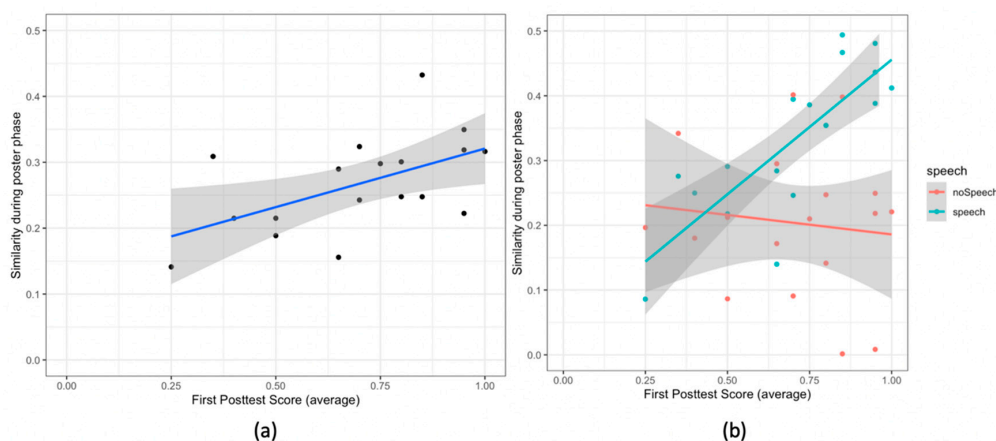 0.5
0.4
0.3
0.2
0.1
0.0
Similarity during poster phase
0.00
0.25
0.50
0.75
1.00
First Posttest Score (average)
(a)
0.5
0.4
0.3
0.2
0.1
0.0
Similarity during poster phase
0.00
0.25
0.50
0.75
1.00
First Posttest Score (average)
(b)
speech
noSpeech
speech